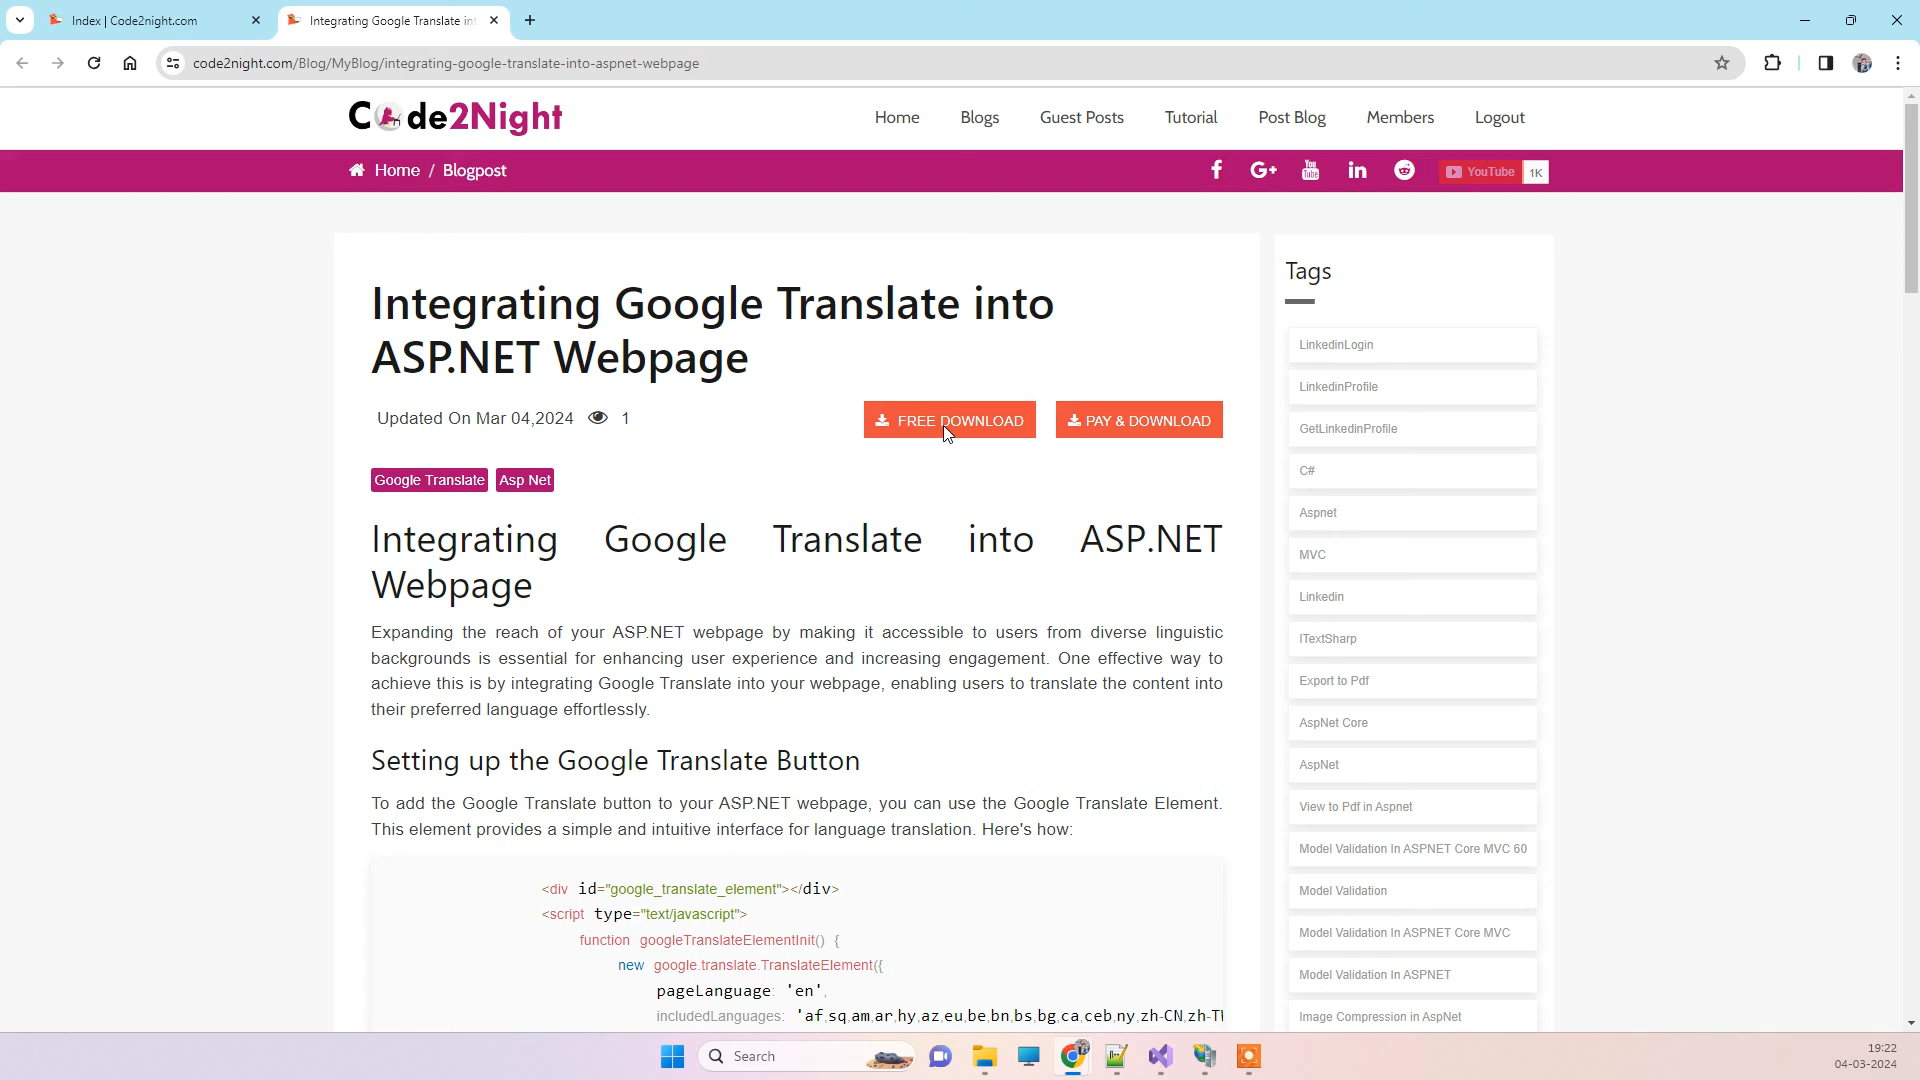 Index | Code2night.com
Integrating Google Translate int
code2night.com/Blog/MyBlog/integrating-google-translate-into-aspnet-webpage
Code2Night
Home
Blogs
Guest Posts
Tutorial
Post Blog
Members
Logout
Home / Blogpost
YouTube 1K
Integrating Google Translate into
ASP.NET Webpage
Updated On Mar 04,2024 1
FREE DOWNLOAD
PAY & DOWNLOAD
Google Translate Asp Net
Integrating Google Translate into ASP.NET
Webpage
Expanding the reach of your ASP.NET webpage by making it accessible to users from diverse linguistic
backgrounds is essential for enhancing user experience and increasing engagement. One effective way to
achieve this is by integrating Google Translate into your webpage, enabling users to translate the content into
their preferred language effortlessly.
Setting up the Google Translate Button
To add the Google Translate button to your ASP.NET webpage, you can use the Google Translate Element.
This element provides a simple and intuitive interface for language translation. Here's how:
<div id="google_translate_element"></div>
<script type="text/javascript">
function googleTranslateElementInit() {
new google.translate.TranslateElement({
pageLanguage: 'en',
includedLanguages: 'af,sq,am,ar,hy,az,eu,be,bn,bs,bg,ca,ceb,ny,zh-CN,zh-T
Tags
LinkedinLogin
LinkedinProfile
GetLinkedinProfile
C#
Aspnet
MVC
Linkedin
ITextSharp
Export to Pdf
AspNet Core
AspNet
View to Pdf in Aspnet
Model Validation In ASPNET Core MVC 60
Model Validation
Model Validation In ASPNET Core MVC
Model Validation In ASPNET
Image Compression in AspNet
Search
19:22
04-03-2024